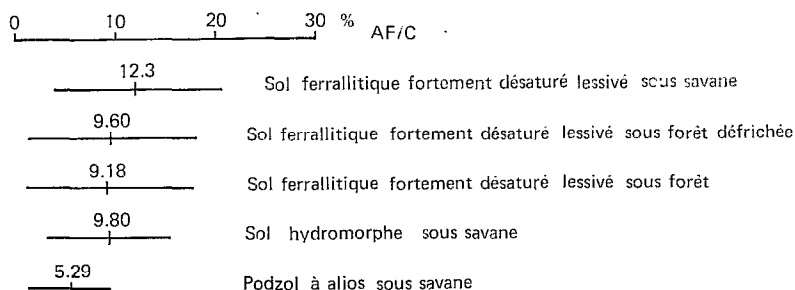 0 10 20 30 % AF/C
12.3 Sol ferrallitique fortement désaturé lessivé sous savane
9.60 Sol ferrallitique fortement désaturé lessivé sous forêt défrichée
9.18 Sol ferrallitique fortement désaturé lessivé sous forêt
9.80 Sol hydromorphe sous savane
5.29 Podzol à alios sous savane